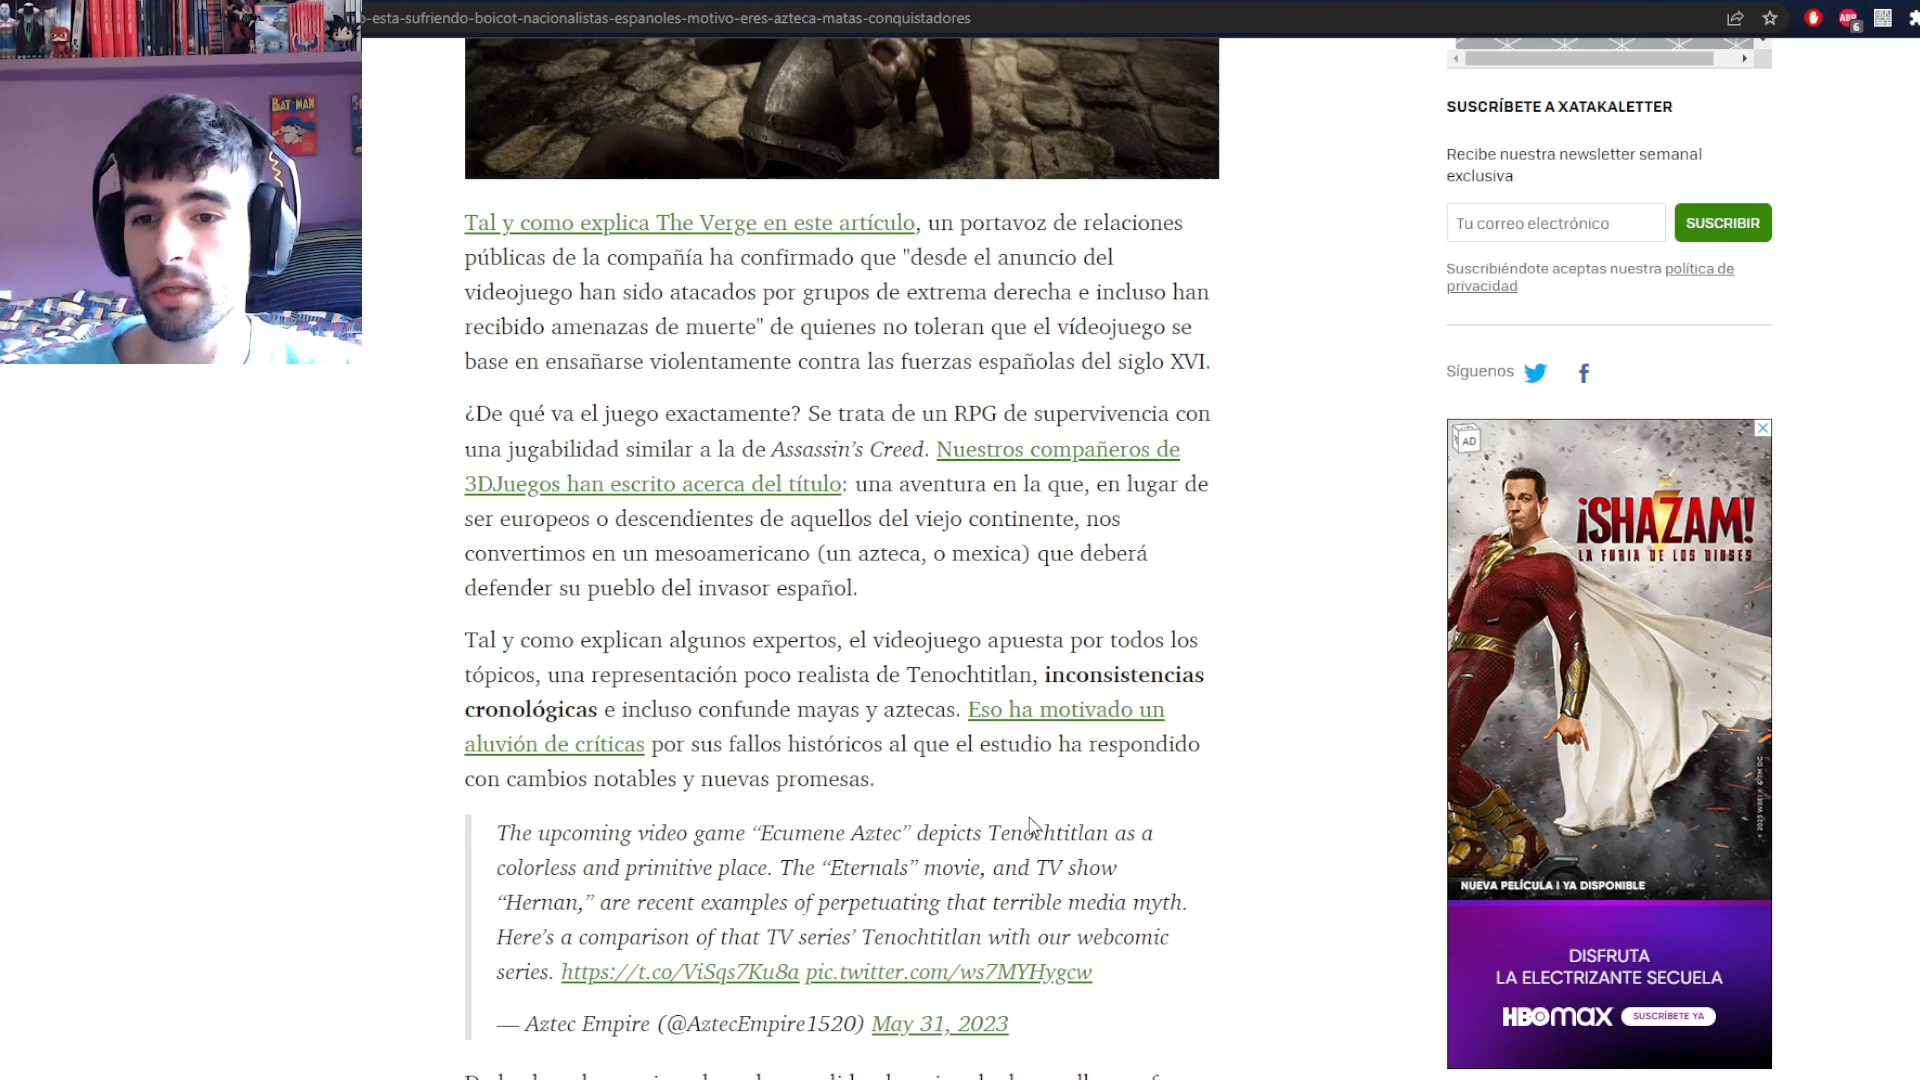 o-esta-sufriendo-boicot-nacionalistas-espanoles-motivo-eres-azteca-matas-conquistadores
ABP
6
BATMAN
Tal y como explica The Verge en este artículo, un portavoz de relaciones
públicas de la compañía ha confirmado que "desde el anuncio del
videojuego han sido atacados por grupos de extrema derecha e incluso han
recibido amenazas de muerte" de quienes no toleran que el vídeojuego se
base en ensañarse violentamente contra las fuerzas españolas del siglo XVI.
¿De qué va el juego exactamente? Se trata de un RPG de supervivencia con
una jugabilidad similar a la de Assassin's Creed. Nuestros compañeros de
3DJuegos han escrito acerca del título: una aventura en la que, en lugar de
ser europeos o descendientes de aquellos del viejo continente, nos
convertimos en un mesoamericano (un azteca, o mexica) que deberá
defender su pueblo del invasor español.
Tal y como explican algunos expertos, el videojuego apuesta por todos los
tópicos, una representación poco realista de Tenochtitlan, inconsistencias
cronológicas e incluso confunde mayas y aztecas. Eso ha motivado un
aluvión de críticas por sus fallos históricos al que el estudio ha respondido
con cambios notables y nuevas promesas.
The upcoming video game “Ecumene Aztec” depicts Tenochtitlan as a
colorless and primitive place. The “Eternals” movie, and TV show
“Hernan,” are recent examples of perpetuating that terrible media myth.
Here’s a comparison of that TV series’ Tenochtitlan with our webcomic
series. https://t.co/ViSqs7Ku8a pic.twitter.com/ws7MYHygcw
— Aztec Empire (@AztecEmpire1520) May 31, 2023
SUSCRÍBETE A XATAKALETTER
Recibe nuestra newsletter semanal
exclusiva
Tu correo electrónico
SUSCRIBIR
Suscribiéndote aceptas nuestra política de
privacidad
Síguenos
AD
¡SHAZAM!
LA FURIA DE LOS DIOSES
NUEVA PELÍCULA | YA DISPONIBLE
DISFRUTA
LA ELECTRIZANTE SECUELA
HBOMAX SUSCRÍBETE YA